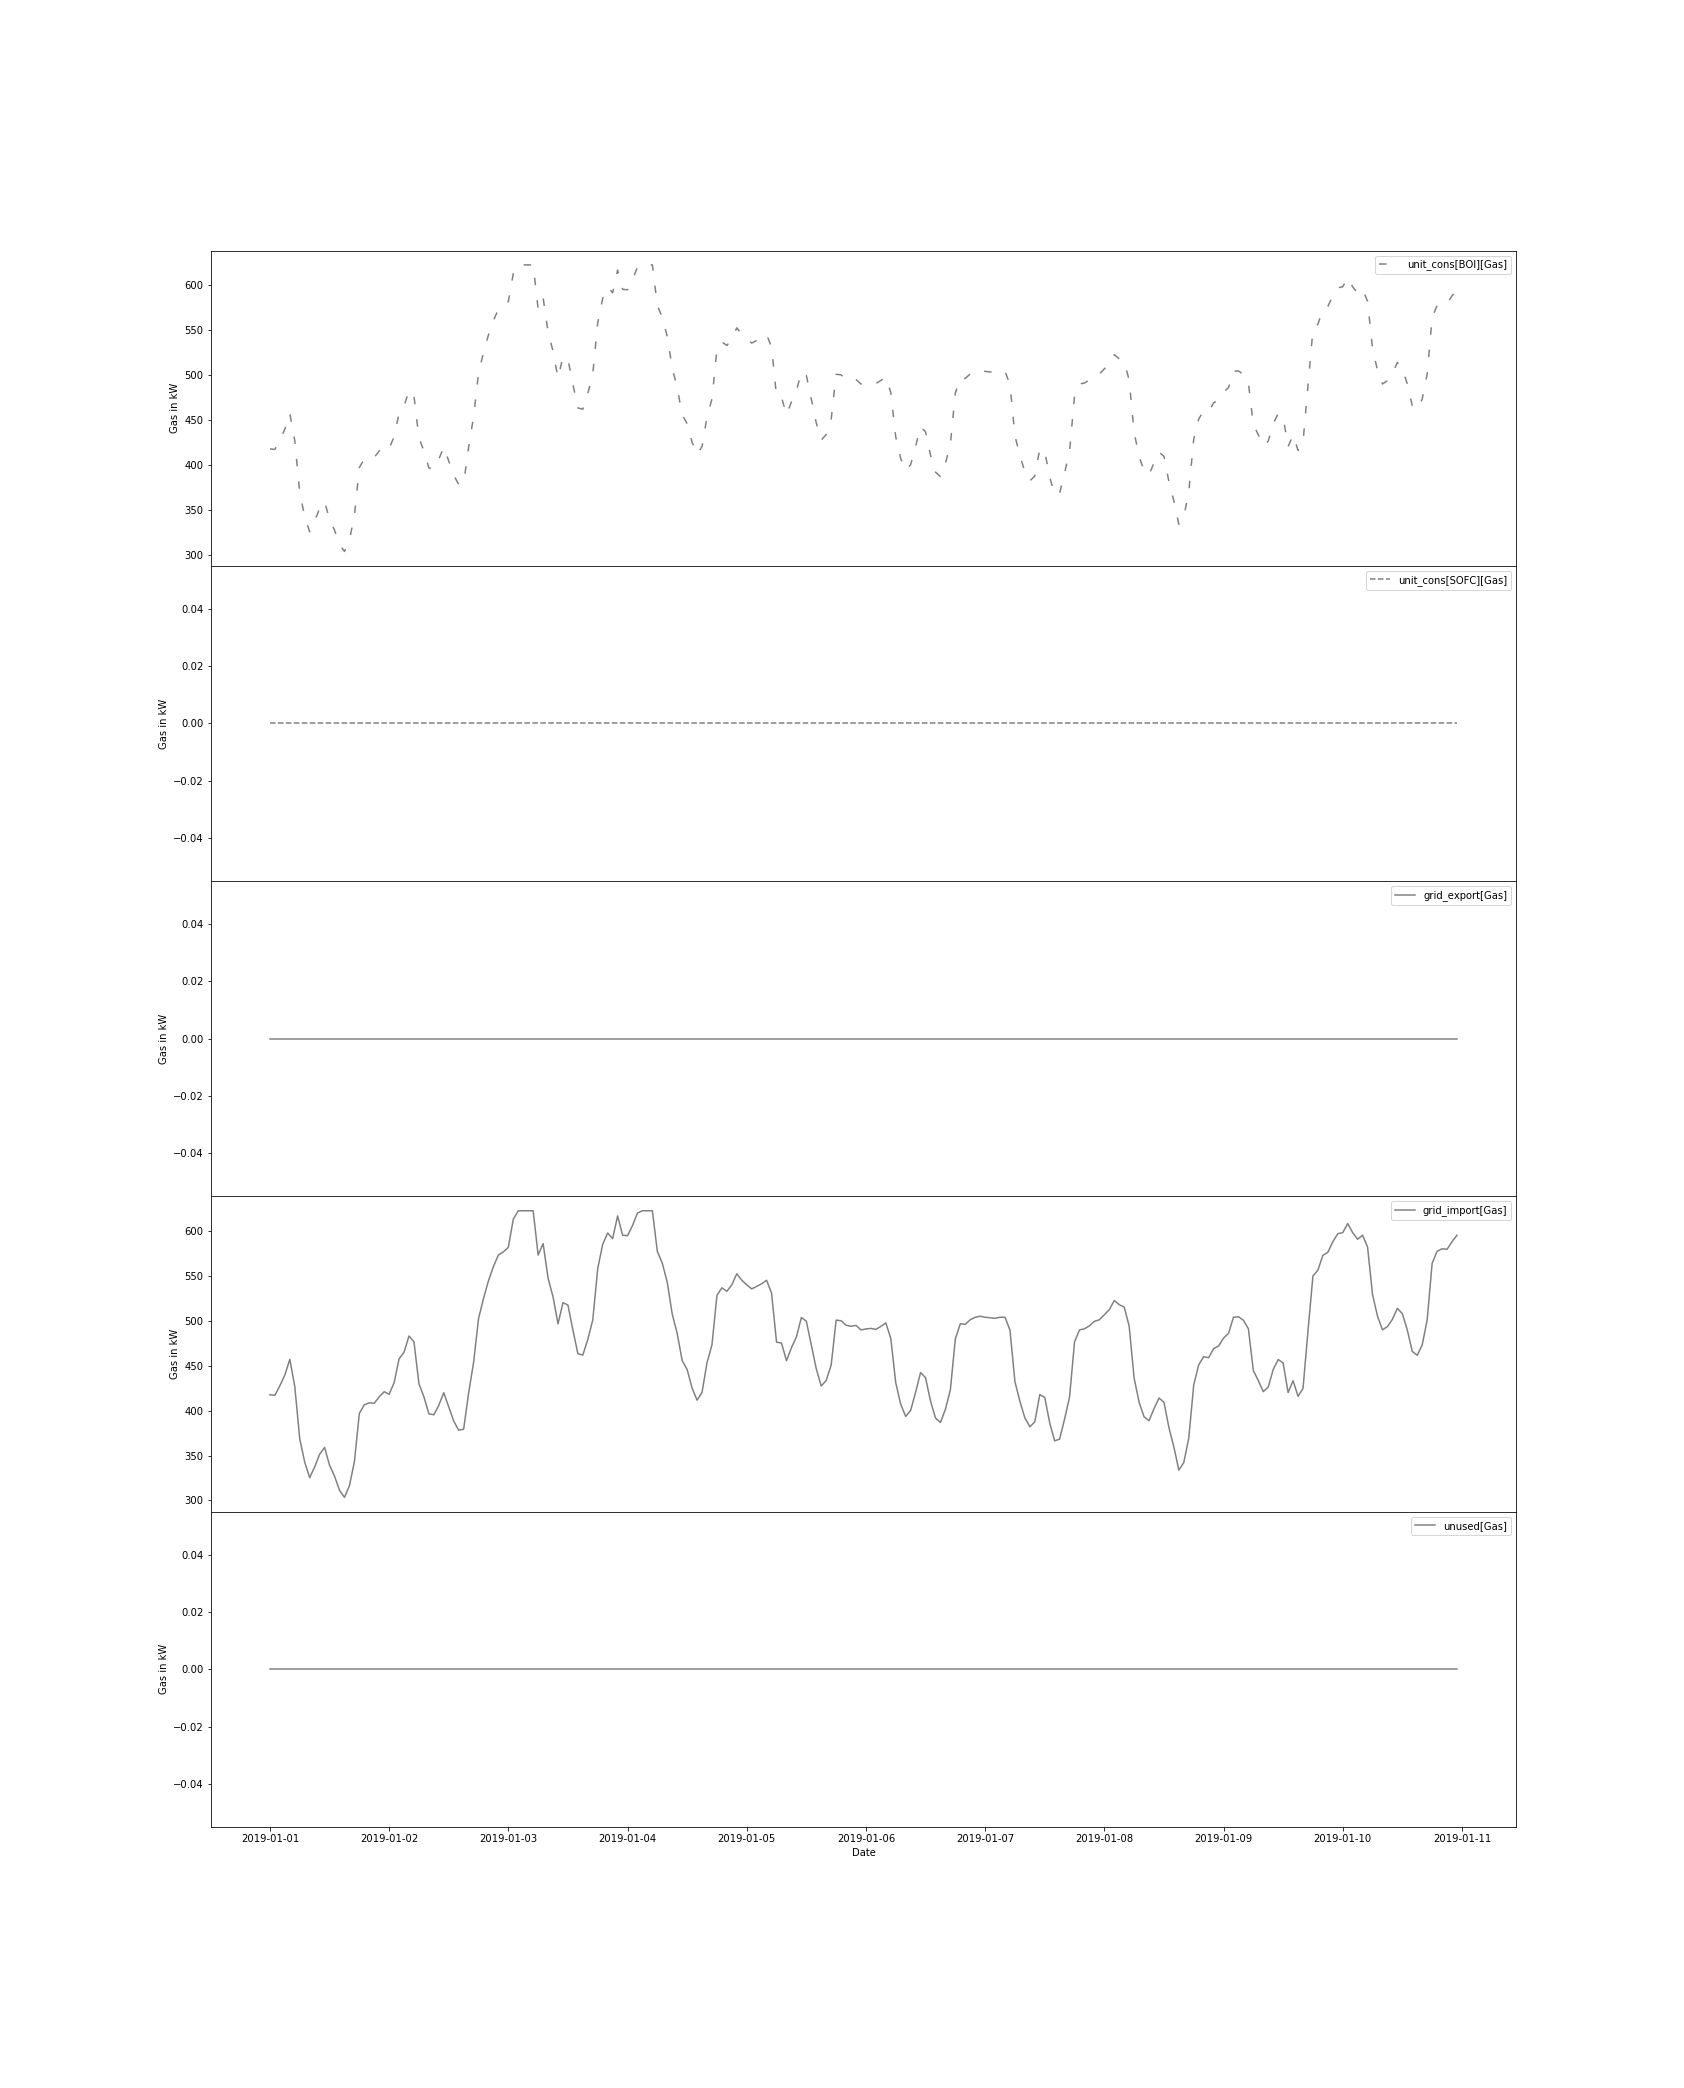 unit_cons[BOI][Gas]
600
550
500
450
400
350
300
Gas in kW
unit_cons[SOFC][Gas]
0.04
0.02
0.00
−0.02
−0.04
Gas in kW
grid_export[Gas]
0.04
0.02
0.00
−0.02
−0.04
Gas in kW
grid_import[Gas]
600
550
500
450
400
350
300
Gas in kW
unused[Gas]
0.04
0.02
0.00
−0.02
−0.04
Gas in kW
2019-01-01 2019-01-02 2019-01-03 2019-01-04 2019-01-05 2019-01-06 2019-01-07 2019-01-08 2019-01-09 2019-01-10 2019-01-11
Date